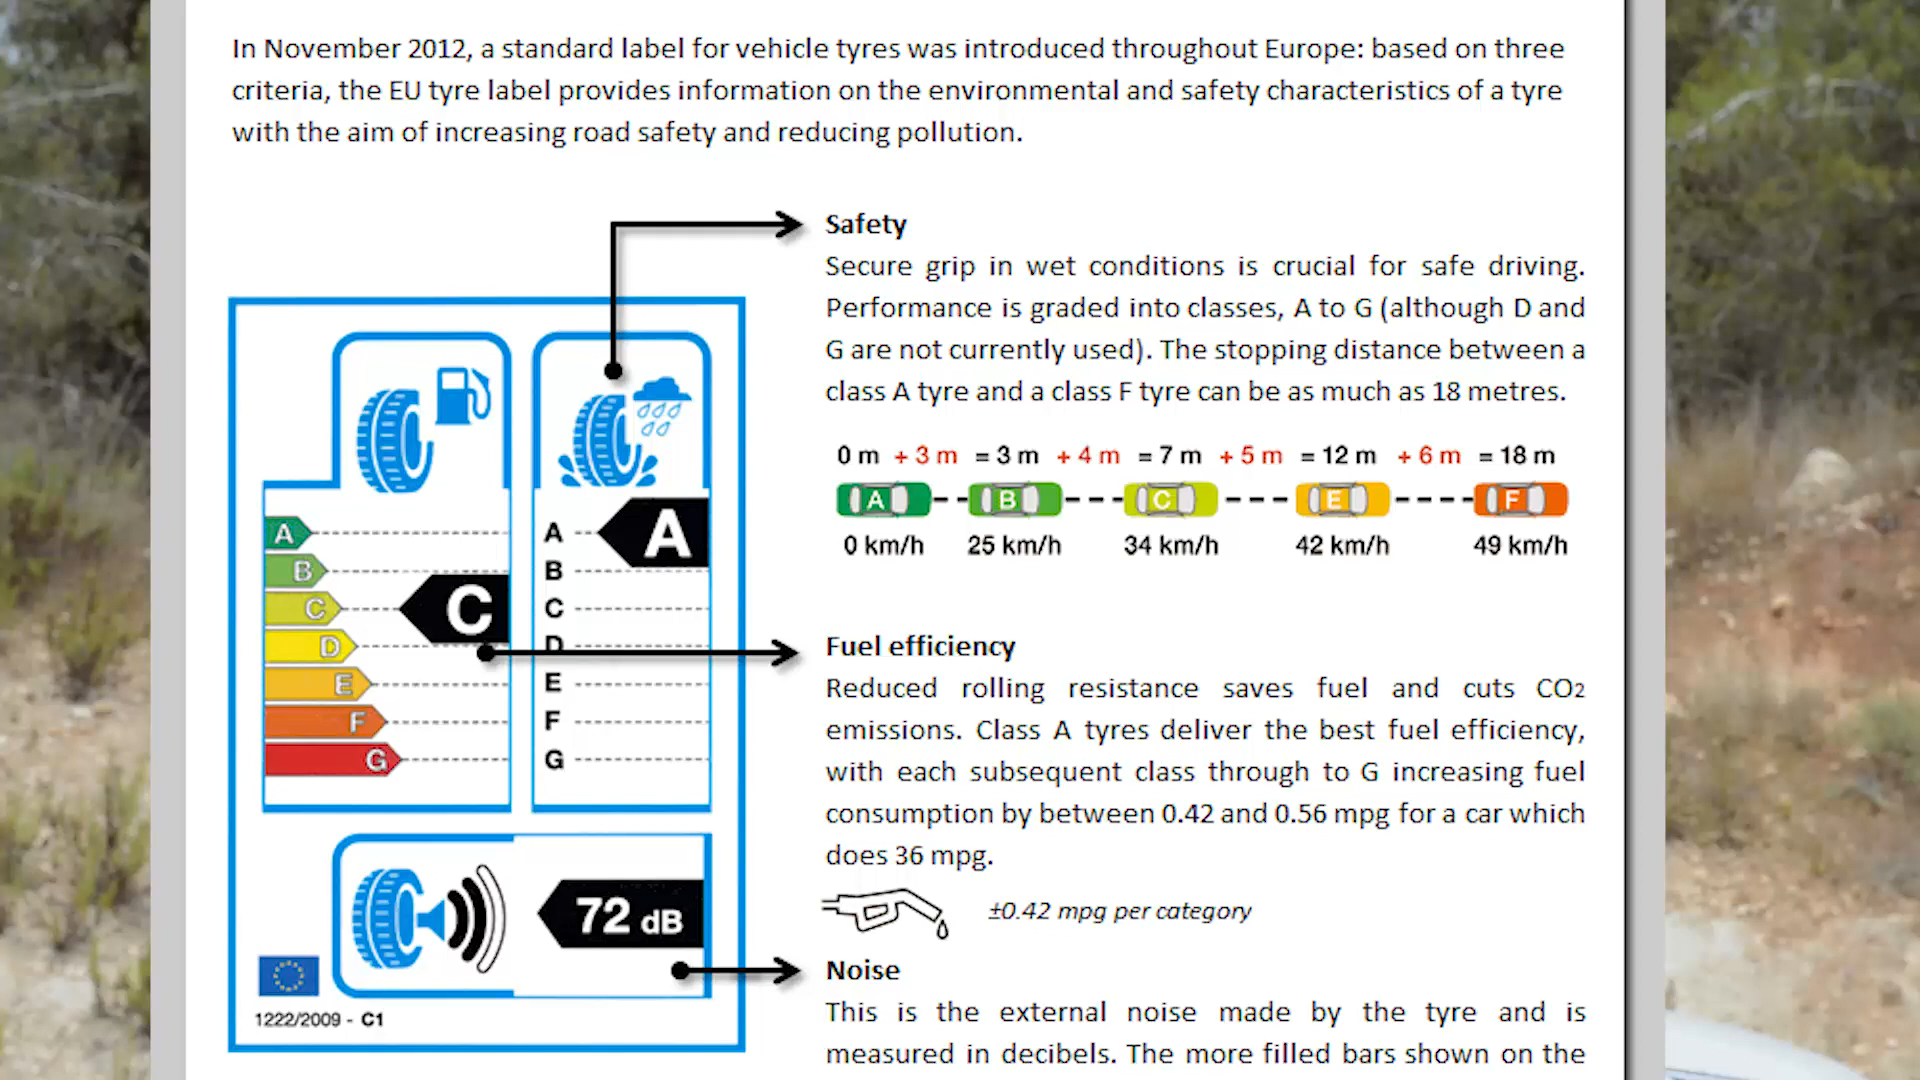 In November 2012, a standard label for vehicle tyres was introduced throughout Europe: based on three
criteria, the EU tyre label provides information on the environmental and safety characteristics of a tyre
with the aim of increasing road safety and reducing pollution.
Safety
Secure grip in wet conditions is crucial for safe driving.
Performance is graded into classes, A to G (although D and
G are not currently used). The stopping distance between a
class A tyre and a class F tyre can be as much as 18 metres.
0 m + 3 m = 3 m + 4 m = 7 m + 5 m = 12 m + 6 m = 18 m
A B C E F
0 km/h 25 km/h 34 km/h 42 km/h 49 km/h
A
B
C
D
E
F
G
C
A
B
C
D
E
F
G
A
Fuel efficiency
Reduced rolling resistance saves fuel and cuts CO2
emissions. Class A tyres deliver the best fuel efficiency,
with each subsequent class through to G increasing fuel
consumption by between 0.42 and 0.56 mpg for a car which
does 36 mpg.
±0.42 mpg per category
72 dB
1222/2009 - C1
Noise
This is the external noise made by the tyre and is
measured in decibels. The more filled bars shown on the